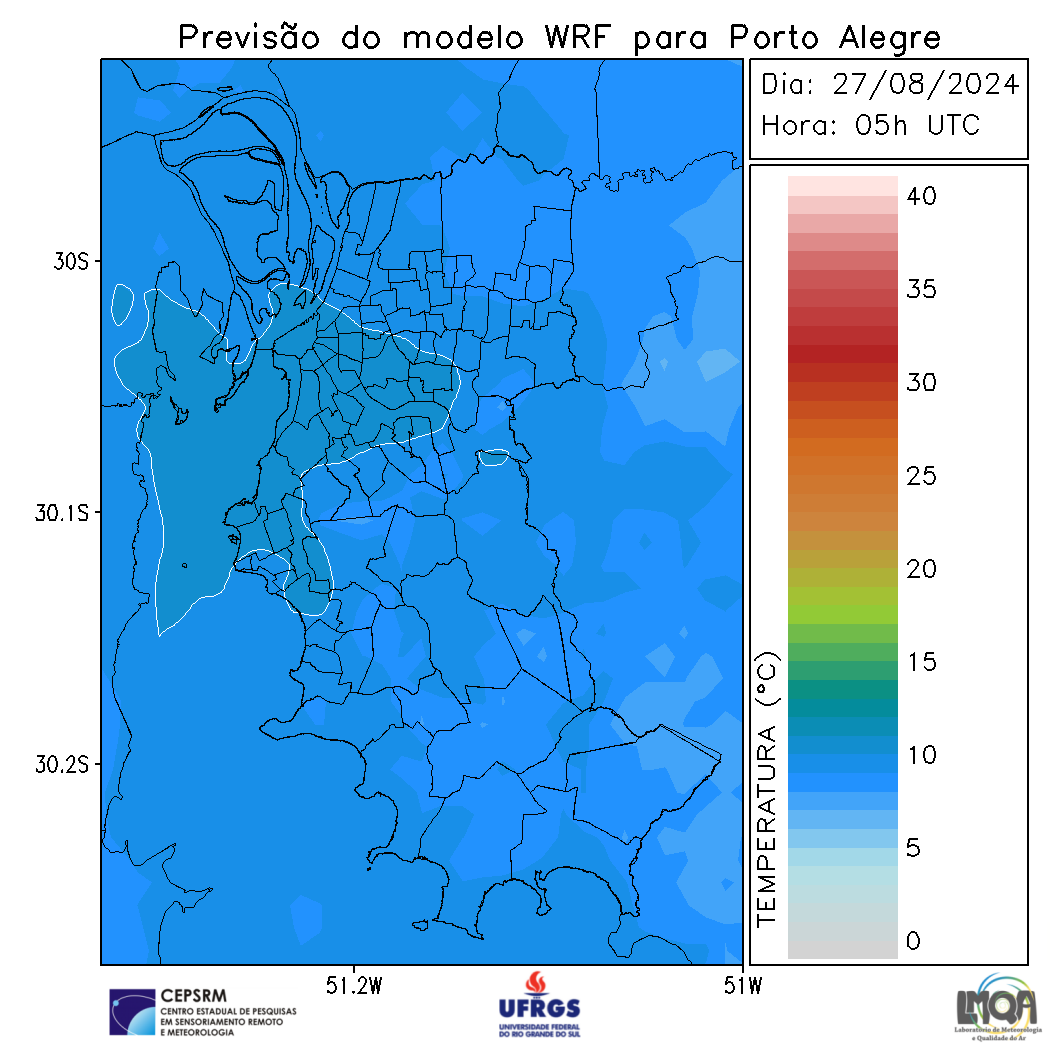 Previsão do modelo WRF para Porto Alegre
Dia: 27/08/2024
Hora: 05h UTC
40
35
30
25
20
15
10
5
0
TEMPERATURA (°C)
30S
30.1S
30.2S
51.2W
51W
CEPSRM
CENTRO ESTADUAL DE PESQUISAS
EM SENSORIAMENTO REMOTO
E METEOROLOGIA
UFRGS
UNIVERSIDADE FEDERAL
DO RIO GRANDE DO SUL
LMQA
Laboratório de Meteorologia
e Qualidade do Ar